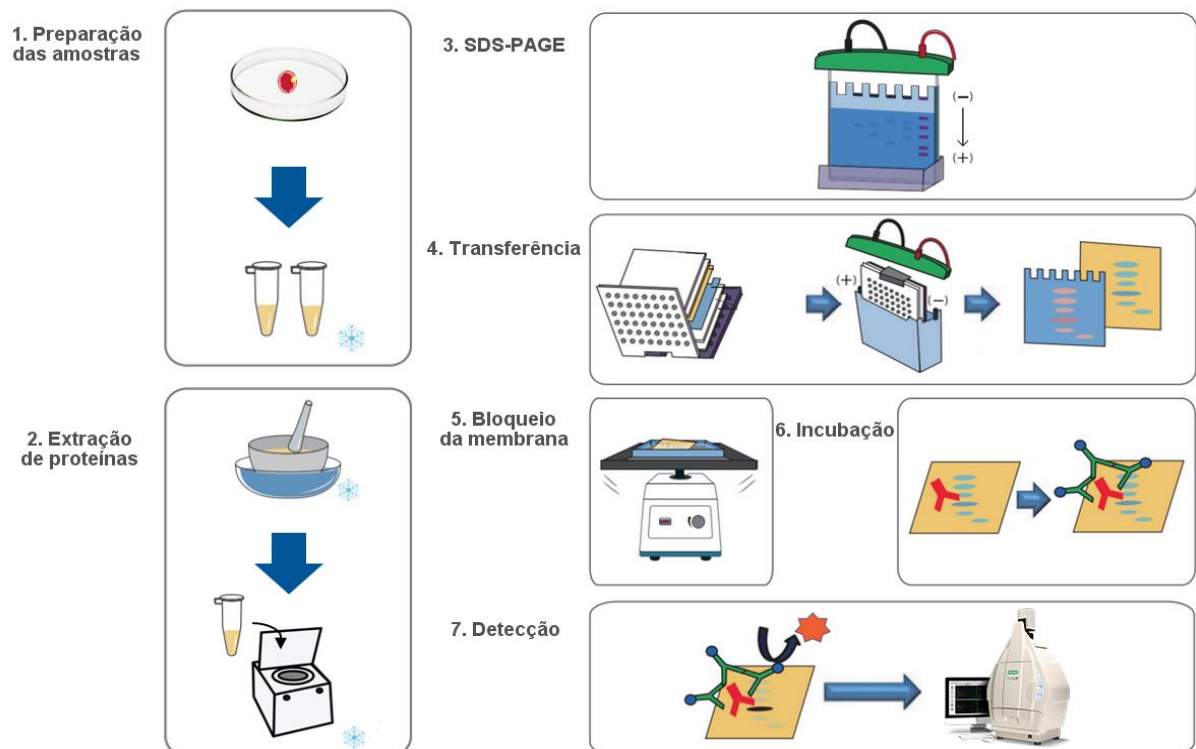 1. Preparação
das amostras
2. Extração
de proteínas
3. SDS-PAGE
(−)
(+)
4. Transferência
(+)
(−)
5. Bloqueio
da membrana
6. Incubação
7. Detecção